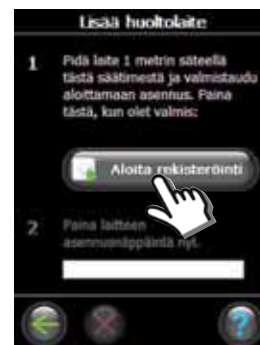 Lisää huoltolaite
1 Pidä laite 1 metrin säteellä
tästä säätimestä ja valmistaudu
aloittamaan asennus. Paina
tästä, kun olet valmis:
Aloita rekisteröinti
2 Paina laitteen
asennusnäppäintä nyt.
?